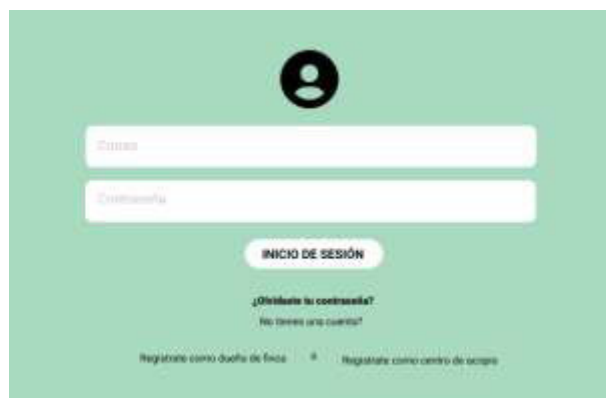 Correo
Contraseña
INICIO DE SESIÓN
¿Olvidaste tu contraseña?
No tienes una cuenta?
Registrate como dueño de finca o Registrate como centro de acopio